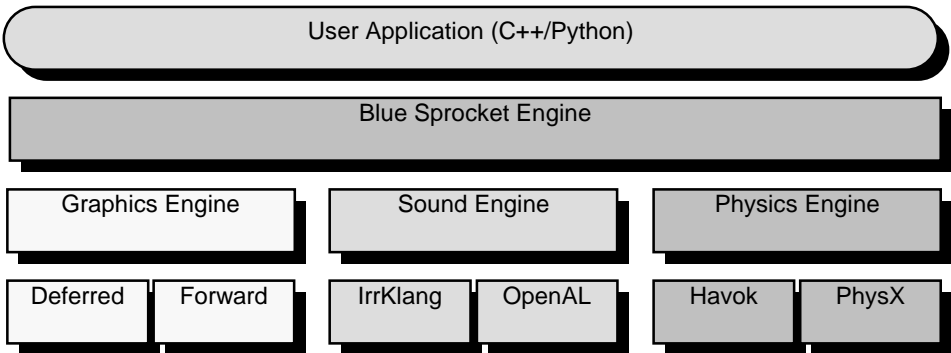 User Application (C++/Python)
Blue Sprocket Engine
Graphics Engine
Sound Engine
Physics Engine
Deferred
Forward
IrrKlang
OpenAL
Havok
PhysX